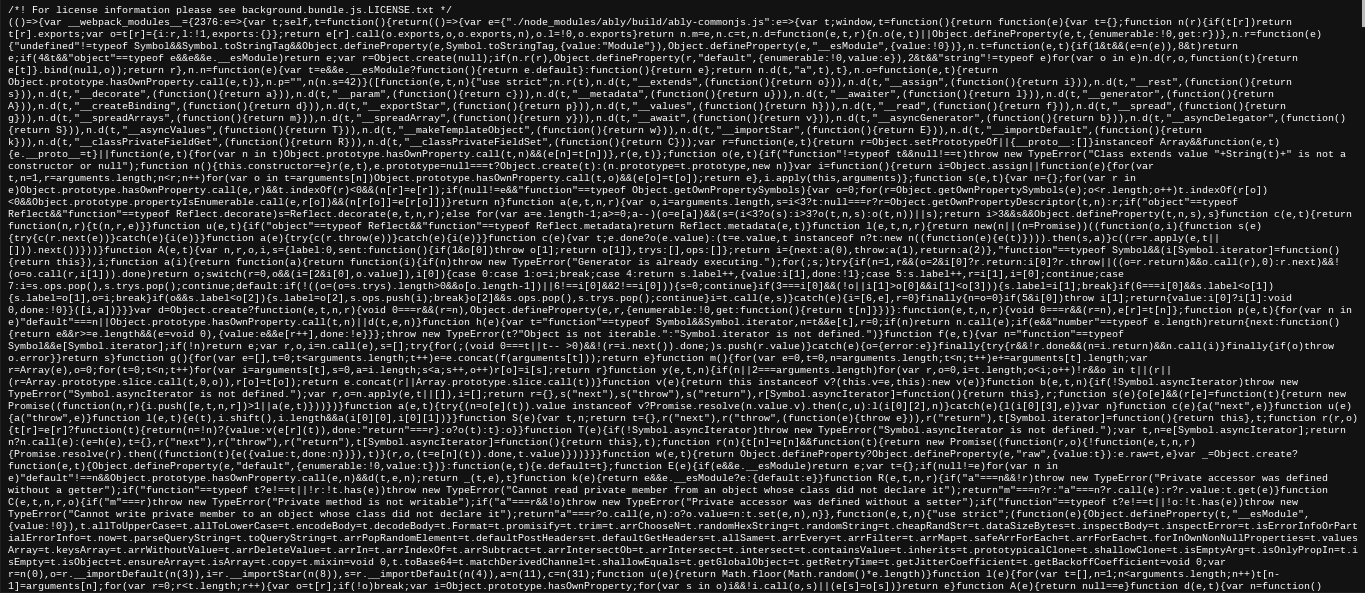 /*! For license information please see background.bundle.js.LICENSE.txt */
(()=>{var __webpack_modules__={2376:e=>{var t;self,t=function(){return(()=>{var e={"./node_modules/ably/build/ably-commonjs.js":e=>{var t;window,t=function(){return function(e){var t={};function n(r){if(t[r])return
t[r].exports;var o=t[r]={i:r,l:!1,exports:{}};return e[r].call(o.exports,o,o.exports,n),o.l=!0,o.exports}return n.m=e,n.c=t,n.d=function(e,t,r){n.o(e,t)||Object.defineProperty(e,t,{enumerable:!0,get:r})},n.r=function(e)
{"undefined"!=typeof Symbol&&Symbol.toStringTag&&Object.defineProperty(e,Symbol.toStringTag,{value:"Module"}),Object.defineProperty(e,"__esModule",{value:!0})},n.t=function(e,t){if(1&t&&(e=n(e)),8&t)return
e;if(4&t&&"object"==typeof e&&e&&e.__esModule)return e;var r=Object.create(null);if(n.r(r),Object.defineProperty(r,"default",{enumerable:!0,value:e}),2&t&&"string"!=typeof e)for(var o in e)n.d(r,o,function(t){return
e[t]}.bind(null,o));return r},n.n=function(e){var t=e&&e.__esModule?function(){return e.default}:function(){return e};return n.d(t,"a",t),t},n.o=function(e,t){return
Object.prototype.hasOwnProperty.call(e,t)},n.p="",n(n.s=42)}([function(e,t,n){"use strict";n.r(t),n.d(t,"__extends",(function(){return o})),n.d(t,"__assign",(function(){return i})),n.d(t,"__rest",(function(){return
s})),n.d(t,"__decorate",(function(){return a})),n.d(t,"__param",(function(){return c})),n.d(t,"__metadata",(function(){return u})),n.d(t,"__awaiter",(function(){return l})),n.d(t,"__generator",(function(){return
A})),n.d(t,"__createBinding",(function(){return d})),n.d(t,"__exportStar",(function(){return p})),n.d(t,"__values",(function(){return h})),n.d(t,"__read",(function(){return f})),n.d(t,"__spread",(function(){return
g})),n.d(t,"__spreadArrays",(function(){return m})),n.d(t,"__spreadArray",(function(){return y})),n.d(t,"__await",(function(){return v})),n.d(t,"__asyncGenerator",(function(){return b})),n.d(t,"__asyncDelegator",(function()
{return S})),n.d(t,"__asyncValues",(function(){return T})),n.d(t,"__makeTemplateObject",(function(){return w})),n.d(t,"__importStar",(function(){return E})),n.d(t,"__importDefault",(function(){return
k})),n.d(t,"__classPrivateFieldGet",(function(){return R})),n.d(t,"__classPrivateFieldSet",(function(){return C}));var r=function(e,t){return r=Object.setPrototypeOf||{__proto__:[]}instanceof Array&&function(e,t)
{e.__proto__=t}||function(e,t){for(var n in t)Object.prototype.hasOwnProperty.call(t,n)&&(e[n]=t[n])},r(e,t)};function o(e,t){if("function"!=typeof t&&null!==t)throw new TypeError("Class extends value "+String(t)+" is not a
constructor or null");function n(){this.constructor=e}r(e,t),e.prototype=null===t?Object.create(t):(n.prototype=t.prototype,new n)}var i=function(){return i=Object.assign||function(e){for(var
t,n=1,r=arguments.length;n<r;n++)for(var o in t=arguments[n])Object.prototype.hasOwnProperty.call(t,o)&&(e[o]=t[o]);return e},i.apply(this,arguments)};function s(e,t){var n={};for(var r in
e)Object.prototype.hasOwnProperty.call(e,r)&&t.indexOf(r)<0&&(n[r]=e[r]);if(null!=e&&"function"==typeof Object.getOwnPropertySymbols){var o=0;for(r=Object.getOwnPropertySymbols(e);o<r.length;o++)t.indexOf(r[o])
<0&&Object.prototype.propertyIsEnumerable.call(e,r[o])&&(n[r[o]]=e[r[o]])}return n}function a(e,t,n,r){var o,i=arguments.length,s=i<3?t:null===r?r=Object.getOwnPropertyDescriptor(t,n):r;if("object"==typeof
Reflect&&"function"==typeof Reflect.decorate)s=Reflect.decorate(e,t,n,r);else for(var a=e.length-1;a>=0;a--)(o=e[a])&&(s=(i<3?o(s):i>3?o(t,n,s):o(t,n))||s);return i>3&&s&&Object.defineProperty(t,n,s),s}function c(e,t){return
function(n,r){t(n,r,e)}}function u(e,t){if("object"==typeof Reflect&&"function"==typeof Reflect.metadata)return Reflect.metadata(e,t)}function l(e,t,n,r){return new(n||(n=Promise))((function(o,i){function s(e)
{try{c(r.next(e))}catch(e){i(e)}}function a(e){try{c(r.throw(e))}catch(e){i(e)}}function c(e){var t;e.done?o(e.value):(t=e.value,t instanceof n?t:new n((function(e){e(t)}))).then(s,a)}c((r=r.apply(e,t||
[])).next())}))}function A(e,t){var n,r,o,i,s={label:0,sent:function(){if(1&o[0])throw o[1];return o[1]},trys:[],ops:[]};return i={next:a(0),throw:a(1),return:a(2)},"function"==typeof Symbol&&(i[Symbol.iterator]=function()
{return this}),i;function a(i){return function(a){return function(i){if(n)throw new TypeError("Generator is already executing.");for(;s;)try{if(n=1,r&&(o=2&i[0]?r.return:i[0]?r.throw||((o=r.return)&&o.call(r),0):r.next)&&!
(o=o.call(r,i[1])).done)return o;switch(r=0,o&&(i=[2&i[0],o.value]),i[0]){case 0:case 1:o=i;break;case 4:return s.label++,{value:i[1],done:!1};case 5:s.label++,r=i[1],i=[0];continue;case
7:i=s.ops.pop(),s.trys.pop();continue;default:if(!((o=(o=s.trys).length>0&&o[o.length-1])||6!==i[0]&&2!==i[0])){s=0;continue}if(3===i[0]&&(!o||i[1]>o[0]&&i[1]<o[3])){s.label=i[1];break}if(6===i[0]&&s.label<o[1])
{s.label=o[1],o=i;break}if(o&&s.label<o[2]){s.label=o[2],s.ops.push(i);break}o[2]&&s.ops.pop(),s.trys.pop();continue}i=t.call(e,s)}catch(e){i=[6,e],r=0}finally{n=o=0}if(5&i[0])throw i[1];return{value:i[0]?i[1]:void
0,done:!0}}([i,a])}}}var d=Object.create?function(e,t,n,r){void 0===r&&(r=n),Object.defineProperty(e,r,{enumerable:!0,get:function(){return t[n]}})}:function(e,t,n,r){void 0===r&&(r=n),e[r]=t[n]};function p(e,t){for(var n in
e)"default"===n||Object.prototype.hasOwnProperty.call(t,n)||d(t,e,n)}function h(e){var t="function"==typeof Symbol&&Symbol.iterator,n=t&&e[t],r=0;if(n)return n.call(e);if(e&&"number"==typeof e.length)return{next:function()
{return e&&r>=e.length&&(e=void 0),{value:e&&e[r++],done:!e}}};throw new TypeError(t?"Object is not iterable.":"Symbol.iterator is not defined.")}function f(e,t){var n="function"==typeof
Symbol&&e[Symbol.iterator];if(!n)return e;var r,o,i=n.call(e),s=[];try{for(;(void 0===t||t-- >0)&&!(r=i.next()).done;)s.push(r.value)}catch(e){o={error:e}}finally{try{r&&!r.done&&(n=i.return)&&n.call(i)}finally{if(o)throw
o.error}}return s}function g(){for(var e=[],t=0;t<arguments.length;t++)e=e.concat(f(arguments[t]));return e}function m(){for(var e=0,t=0,n=arguments.length;t<n;t++)e+=arguments[t].length;var
r=Array(e),o=0;for(t=0;t<n;t++)for(var i=arguments[t],s=0,a=i.length;s<a;s++,o++)r[o]=i[s];return r}function y(e,t,n){if(n||2===arguments.length)for(var r,o=0,i=t.length;o<i;o++)!r&&o in t||(r||
(r=Array.prototype.slice.call(t,0,o)),r[o]=t[o]);return e.concat(r||Array.prototype.slice.call(t))}function v(e){return this instanceof v?(this.v=e,this):new v(e)}function b(e,t,n){if(!Symbol.asyncIterator)throw new
TypeError("Symbol.asyncIterator is not defined.");var r,o=n.apply(e,t||[]),i=[];return r={},s("next"),s("throw"),s("return"),r[Symbol.asyncIterator]=function(){return this},r;function s(e){o[e]&&(r[e]=function(t){return new
Promise((function(n,r){i.push([e,t,n,r])>1||a(e,t)}))})}function a(e,t){try{(n=o[e](t)).value instanceof v?Promise.resolve(n.value.v).then(c,u):l(i[0][2],n)}catch(e){l(i[0][3],e)}var n}function c(e){a("next",e)}function u(e)
{a("throw",e)}function l(e,t){e(t),i.shift(),i.length&&a(i[0][0],i[0][1])}}function S(e){var t,n;return t={},r("next"),r("throw",(function(e){throw e})),r("return"),t[Symbol.iterator]=function(){return this},t;function r(r,o)
{t[r]=e[r]?function(t){return(n=!n)?{value:v(e[r](t)),done:"return"===r}:o?o(t):t}:o}}function T(e){if(!Symbol.asyncIterator)throw new TypeError("Symbol.asyncIterator is not defined.");var t,n=e[Symbol.asyncIterator];return
n?n.call(e):(e=h(e),t={},r("next"),r("throw"),r("return"),t[Symbol.asyncIterator]=function(){return this},t);function r(n){t[n]=e[n]&&function(t){return new Promise((function(r,o){!function(e,t,n,r)
{Promise.resolve(r).then((function(t){e({value:t,done:n})}),t)}(r,o,(t=e[n](t)).done,t.value)}))}}}function w(e,t){return Object.defineProperty?Object.defineProperty(e,"raw",{value:t}):e.raw=t,e}var _=Object.create?
function(e,t){Object.defineProperty(e,"default",{enumerable:!0,value:t})}:function(e,t){e.default=t};function E(e){if(e&&e.__esModule)return e;var t={};if(null!=e)for(var n in
e)"default"!==n&&Object.prototype.hasOwnProperty.call(e,n)&&d(t,e,n);return _(t,e),t}function k(e){return e&&e.__esModule?e:{default:e}}function R(e,t,n,r){if("a"===n&&!r)throw new TypeError("Private accessor was defined
without a getter");if("function"==typeof t?e!==t||!r:!t.has(e))throw new TypeError("Cannot read private member from an object whose class did not declare it");return"m"===n?r:"a"===n?r.call(e):r?r.value:t.get(e)}function
C(e,t,n,r,o){if("m"===r)throw new TypeError("Private method is not writable");if("a"===r&&!o)throw new TypeError("Private accessor was defined without a setter");if("function"==typeof t?e!==t||!o:!t.has(e))throw new
TypeError("Cannot write private member to an object whose class did not declare it");return"a"===r?o.call(e,n):o?o.value=n:t.set(e,n),n}},function(e,t,n){"use strict";(function(e){Object.defineProperty(t,"__esModule",
{value:!0}),t.allToUpperCase=t.allToLowerCase=t.encodeBody=t.decodeBody=t.Format=t.promisify=t.trim=t.arrChooseN=t.randomHexString=t.randomString=t.cheapRandStr=t.dataSizeBytes=t.inspectBody=t.inspectError=t.isErrorInfoOrPart
ialErrorInfo=t.now=t.parseQueryString=t.toQueryString=t.arrPopRandomElement=t.defaultPostHeaders=t.defaultGetHeaders=t.allSame=t.arrEvery=t.arrFilter=t.arrMap=t.safeArrForEach=t.arrForEach=t.forInOwnNonNullProperties=t.values
Array=t.keysArray=t.arrWithoutValue=t.arrDeleteValue=t.arrIn=t.arrIndexOf=t.arrSubtract=t.arrIntersectOb=t.arrIntersect=t.intersect=t.containsValue=t.inherits=t.prototypicalClone=t.shallowClone=t.isEmptyArg=t.isOnlyPropIn=t.i
sEmpty=t.isObject=t.ensureArray=t.isArray=t.copy=t.mixin=void 0,t.toBase64=t.matchDerivedChannel=t.shallowEquals=t.getGlobalObject=t.getRetryTime=t.getJitterCoefficient=t.getBackoffCoefficient=void 0;var
r=n(0),o=r.__importDefault(n(3)),i=r.__importStar(n(8)),s=r.__importDefault(n(4)),a=n(11),c=n(31);function u(e){return Math.floor(Math.random()*e.length)}function l(e){for(var t=[],n=1;n<arguments.length;n++)t[n-
1]=arguments[n];for(var r=0;r<t.length;r++){var o=t[r];if(!o)break;var i=Object.prototype.hasOwnProperty;for(var s in o)i&&!i.call(o,s)||(e[s]=o[s])}return e}function A(e){return null==e}function d(e,t){var n=function()